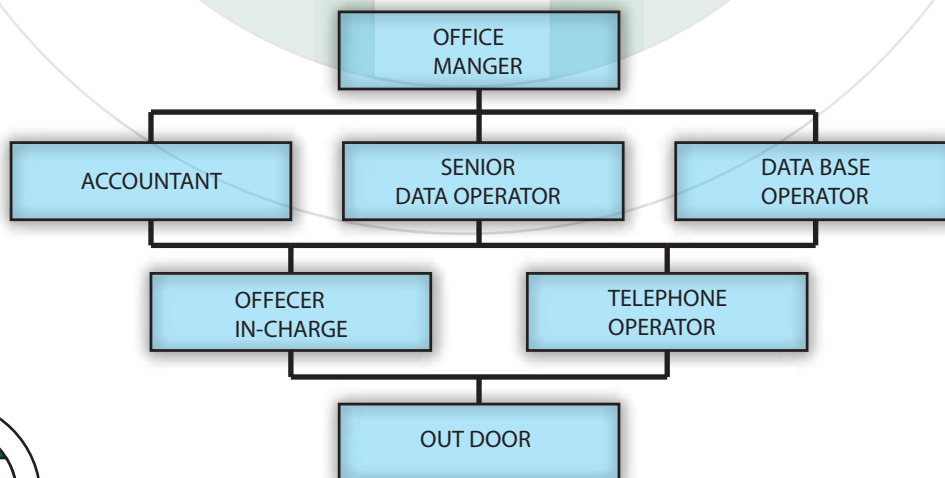 OFFICE
MANGER
ACCOUNTANT
SENIOR
DATA OPERATOR
DATA BASE
OPERATOR
OFFECER
IN-CHARGE
TELEPHONE
OPERATOR
OUT DOOR